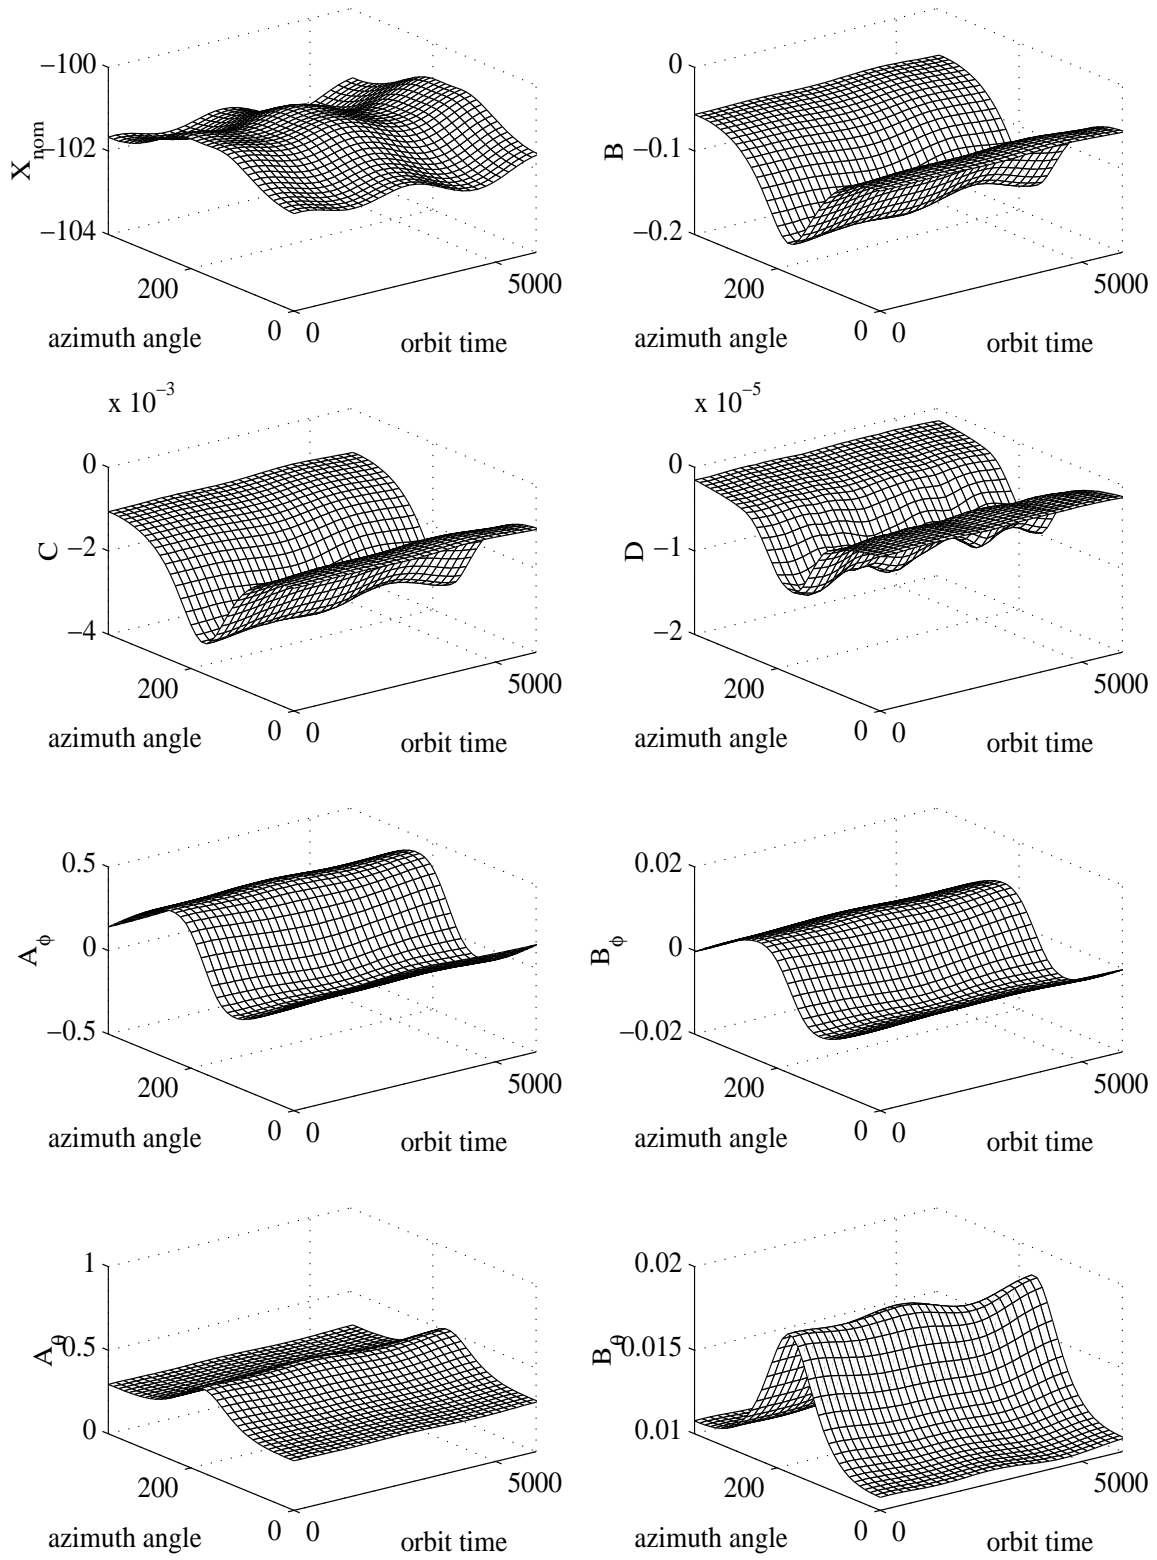 −100
−102
−104
X_nom
200
0
0
5000
azimuth angle
orbit time
0
−0.1
−0.2
B
200
0
0
5000
azimuth angle
orbit time
x 10^−3
0
−2
−4
C
200
0
0
5000
azimuth angle
orbit time
x 10^−5
0
−1
−2
D
200
0
0
5000
azimuth angle
orbit time
0.5
0
−0.5
A_ϕ
200
0
0
5000
azimuth angle
orbit time
0.02
0
−0.02
B_ϕ
200
0
0
5000
azimuth angle
orbit time
1
0.5
0
A_θ
200
0
0
5000
azimuth angle
orbit time
0.02
0.015
0.01
B_θ
200
0
0
5000
azimuth angle
orbit time